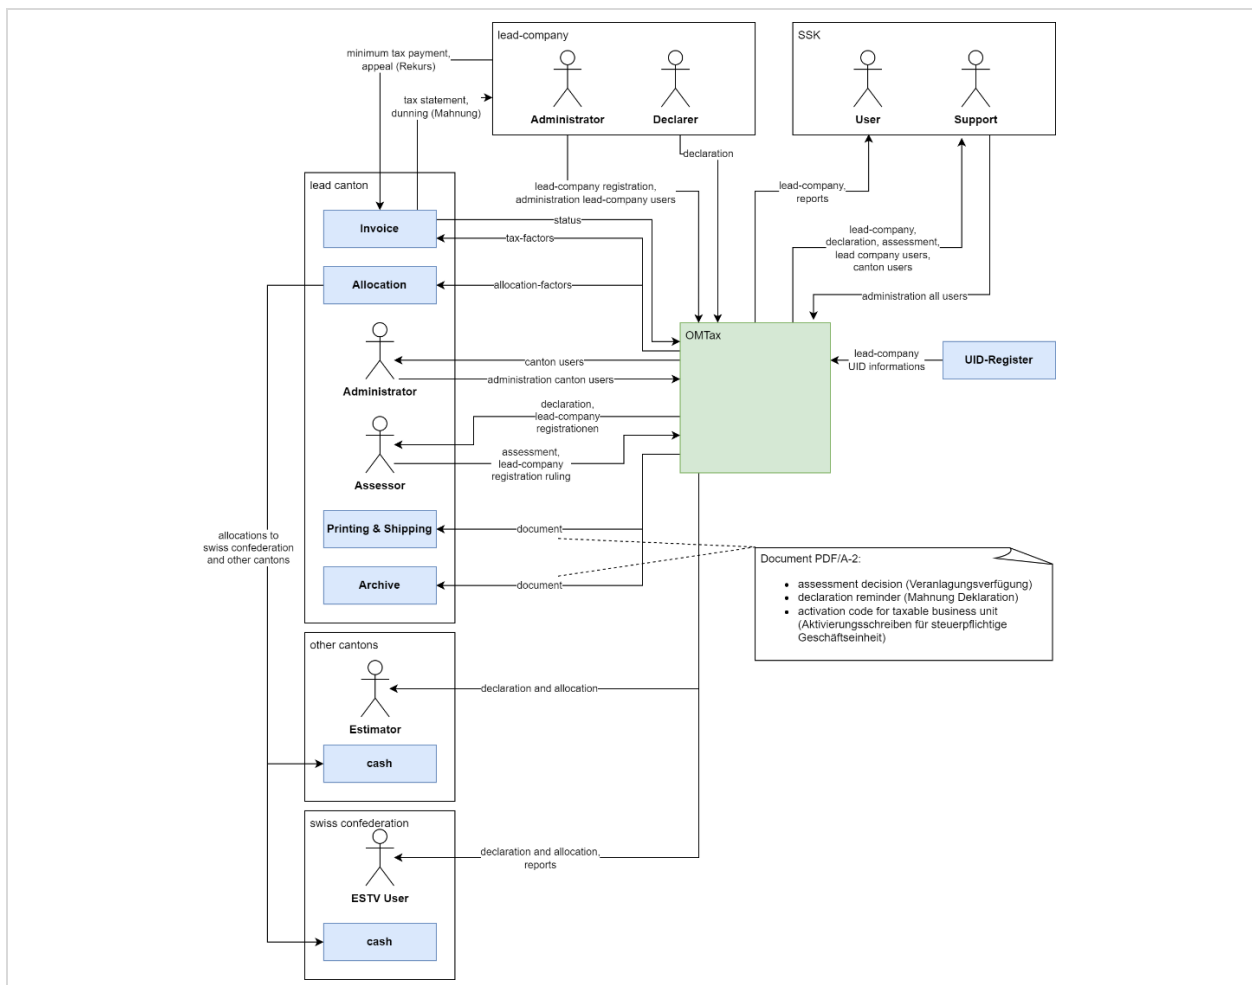 lead-company
Administrator
Declarer
SSK
User
Support
minimum tax payment,
appeal (Rekurs)
tax statement,
dunning (Mahnung)
declaration
lead-company registration,
administration lead-company users
lead-company,
reports
lead-company,
declaration, assessment,
lead company users,
canton users
administration all users
lead canton
Invoice
status
tax-factors
Allocation
allocation-factors
OMTax
Administrator
canton users
administration canton users
lead-company
UID informations
UID-Register
declaration,
lead-company
registrationen
Assessor
assessment,
lead-company
registration ruling
Printing & Shipping
document
Archive
document
allocations to
swiss confederation
and other cantons
Document PDF/A-2:
• assessment decision (Veranlagungsverfügung)
• declaration reminder (Mahnung Deklaration)
• activation code for taxable business unit
(Aktivierungsschreiben für steuerpflichtige
Geschäftseinheit)
other cantons
Estimator
declaration and allocation
cash
swiss confederation
ESTV User
declaration and allocation,
reports
cash